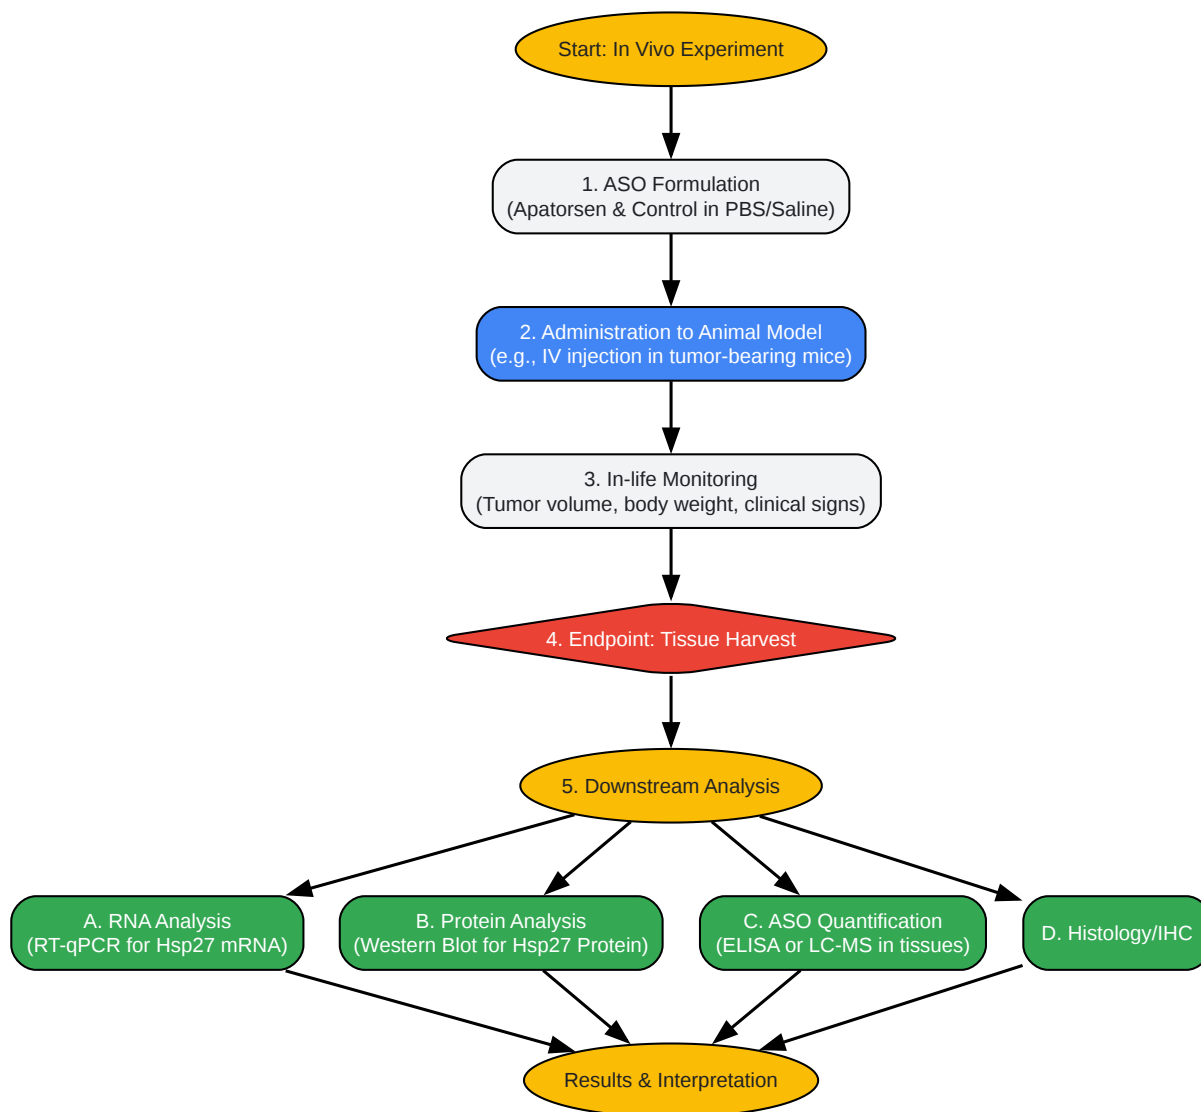 Start: In Vivo Experiment
1. ASO Formulation
(Apatorsen & Control in PBS/Saline)
2. Administration to Animal Model
(e.g., IV injection in tumor-bearing mice)
3. In-life Monitoring
(Tumor volume, body weight, clinical signs)
4. Endpoint: Tissue Harvest
5. Downstream Analysis
A. RNA Analysis
(RT-qPCR for Hsp27 mRNA)
B. Protein Analysis
(Western Blot for Hsp27 Protein)
C. ASO Quantification
(ELISA or LC-MS in tissues)
D. Histology/IHC
Results & Interpretation